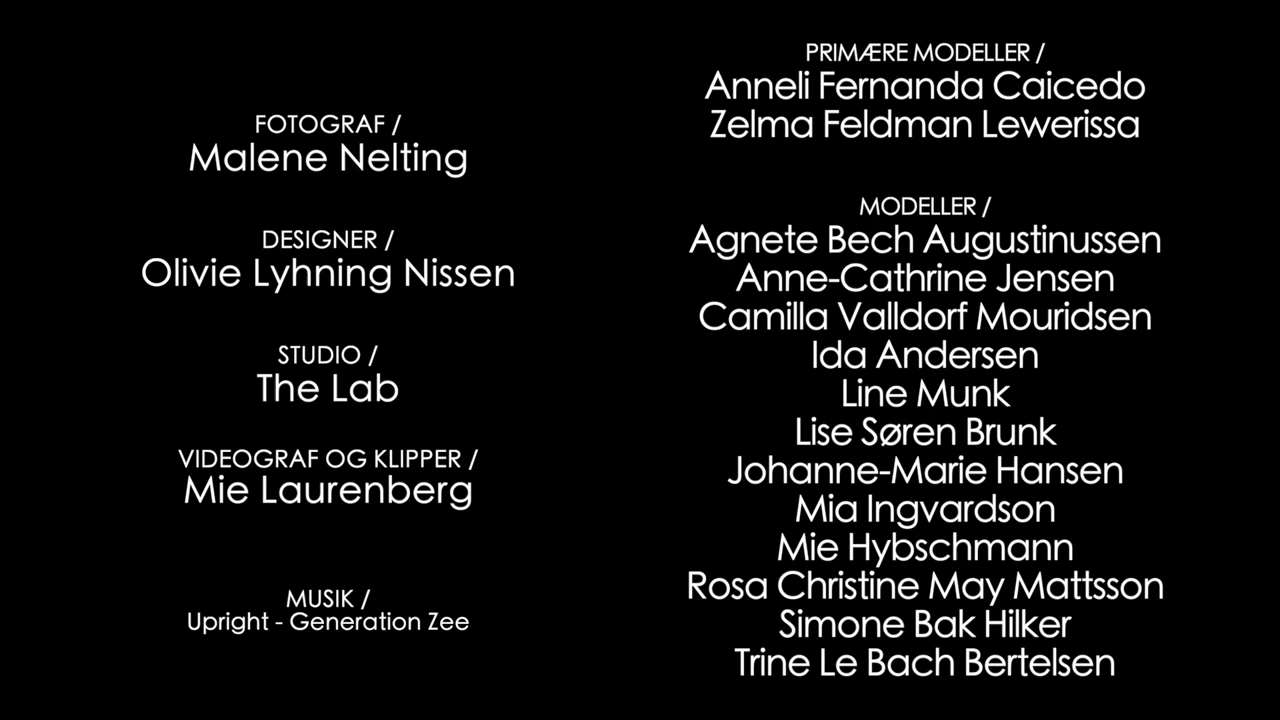 FOTOGRAF /
Malene Nelting
DESIGNER /
Olivie Lyhning Nissen
STUDIO /
The Lab
VIDEOGRAF OG KLIPPER /
Mie Laurenberg
MUSIK /
Upright - Generation Zee
PRIMÆRE MODELLER /
Anneli Fernanda Caicedo
Zelma Feldman Lewerissa
MODELLER /
Agnete Bech Augustinussen
Anne-Cathrine Jensen
Camilla Valldorf Mouridsen
Ida Andersen
Line Munk
Lise Søren Brunk
Johanne-Marie Hansen
Mia Ingvardson
Mie Hybschmann
Rosa Christine May Mattsson
Simone Bak Hilker
Trine Le Bach Bertelsen